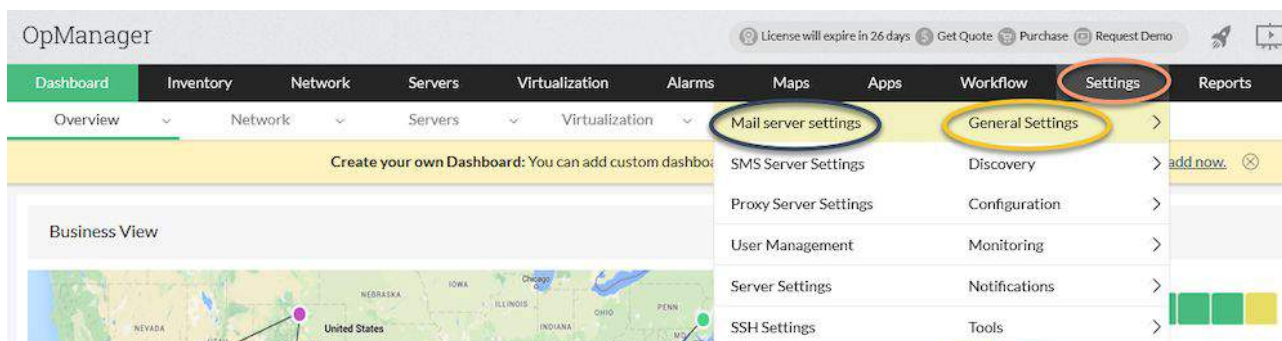 OpManager
License will expire in 26 days Get Quote Purchase Request Demo
Dashboard Inventory Network Servers Virtualization Alarms Maps Apps Workflow Settings Reports
Overview Network Servers Virtualization Mail server settings General Settings
Create your own Dashboard: You can add custom dashboa SMS Server Settings Discovery add now.
Proxy Server Settings Configuration
Business View
User Management Monitoring
Server Settings Notifications
SSH Settings Tools
Chicago
IOWA
NEBRASKA
ILLINOIS
OHIO
PENN
NEVADA
United States
INDIANA